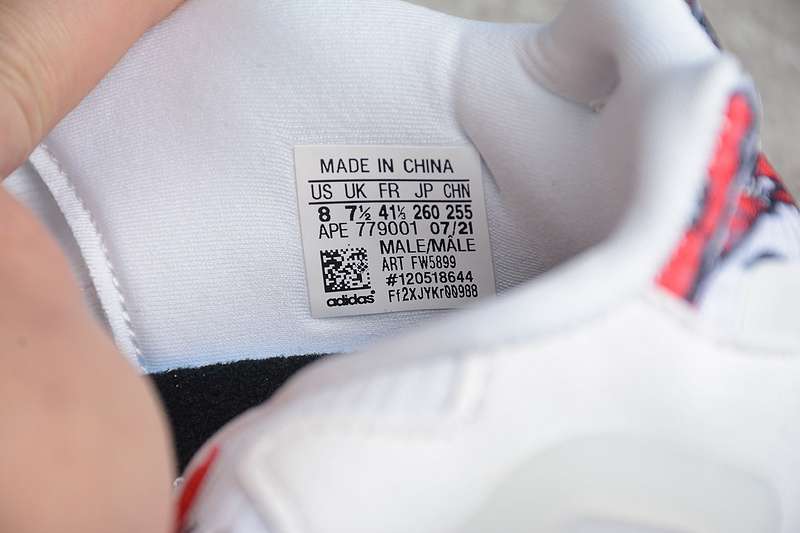 MADE IN CHINA
US UK FR JP CHN
8 7½ 41⅓ 260 255
APE 779001 07/21
MALE/MÂLE
ART FW5899
#120518644
adidas® Ff2XJYKr00988